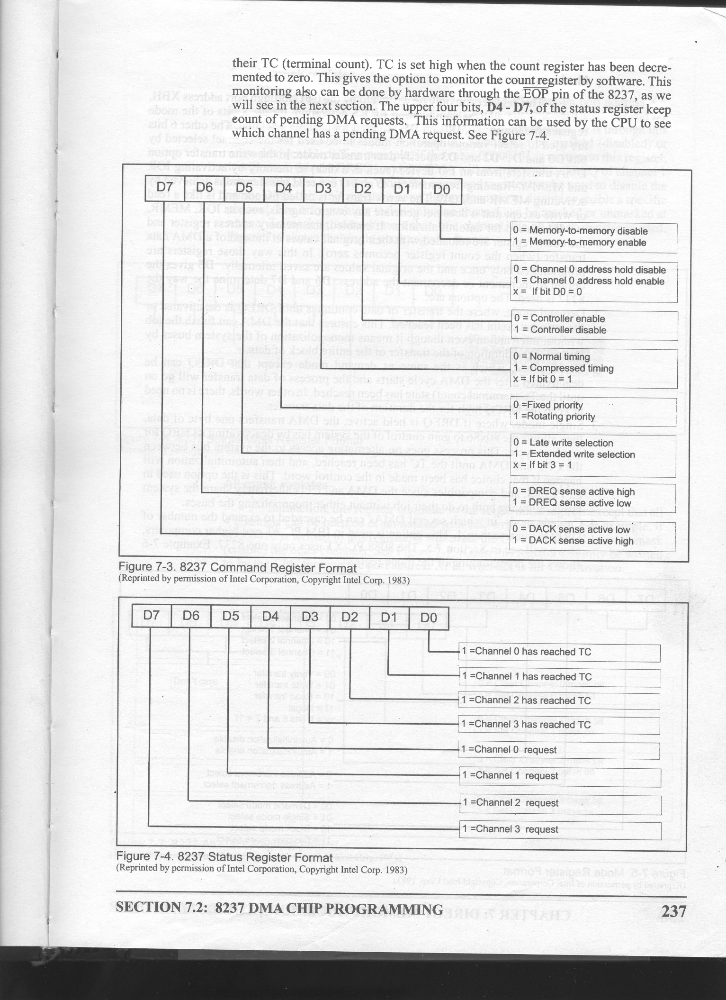 their TC (terminal count). TC is set high when the count register has been decre-
mented to zero. This gives the option to monitor the count register by software. This
monitoring also can be done by hardware through the EOP pin of the 8237, as we
will see in the next section. The upper four bits, D4 - D7, of the status register keep
count of pending DMA requests. This information can be used by the CPU to see
which channel has a pending DMA request. See Figure 7-4.
D7 D6 D5 D4 D3 D2 D1 D0
0 = Memory-to-memory disable
1 = Memory-to-memory enable
0 = Channel 0 address hold disable
1 = Channel 0 address hold enable
x = If bit D0 = 0
0 = Controller enable
1 = Controller disable
0 = Normal timing
1 = Compressed timing
x = If bit 0 = 1
0 =Fixed priority
1 =Rotating priority
0 = Late write selection
1 = Extended write selection
x = If bit 3 = 1
0 = DREQ sense active high
1 = DREQ sense active low
0 = DACK sense active low
1 = DACK sense active high
Figure 7-3. 8237 Command Register Format
(Reprinted by permission of Intel Corporation, Copyright Intel Corp. 1983)
D7 D6 D5 D4 D3 D2 D1 D0
1 =Channel 0 has reached TC
1 =Channel 1 has reached TC
1 =Channel 2 has reached TC
1 =Channel 3 has reached TC
1 =Channel 0 request
1 =Channel 1 request
1 =Channel 2 request
1 =Channel 3 request
Figure 7-4. 8237 Status Register Format
(Reprinted by permission of Intel Corporation, Copyright Intel Corp. 1983)
SECTION 7.2: 8237 DMA CHIP PROGRAMMING 237